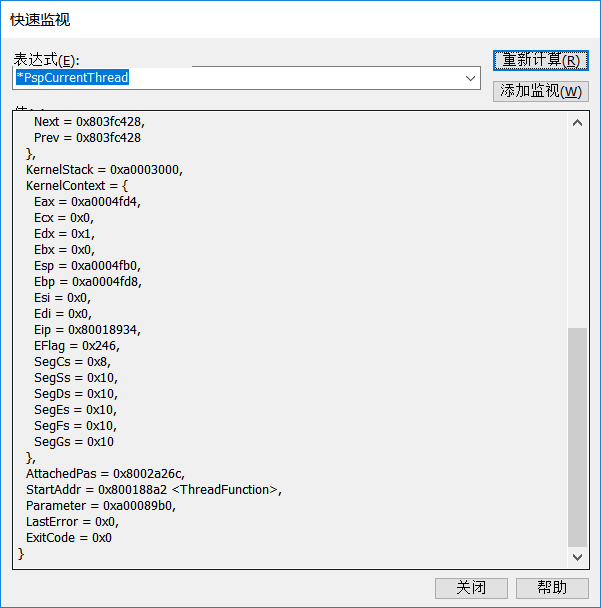 快速监视
表达式(E):
重新计算(R)
*PspCurrentThread
添加监视(W)
Next = 0x803fc428,
Prev = 0x803fc428
},
KernelStack = 0xa0003000,
KernelContext = {
Eax = 0xa0004fd4,
Ecx = 0x0,
Edx = 0x1,
Ebx = 0x0,
Esp = 0xa0004fb0,
Ebp = 0xa0004fd8,
Esi = 0x0,
Edi = 0x0,
Eip = 0x80018934,
EFlag = 0x246,
SegCs = 0x8,
SegSs = 0x10,
SegDs = 0x10,
SegEs = 0x10,
SegFs = 0x10,
SegGs = 0x10
},
AttachedPas = 0x8002a26c,
StartAddr = 0x800188a2 <ThreadFunction>,
Parameter = 0xa00089b0,
LastError = 0x0,
ExitCode = 0x0
}
关闭
帮助